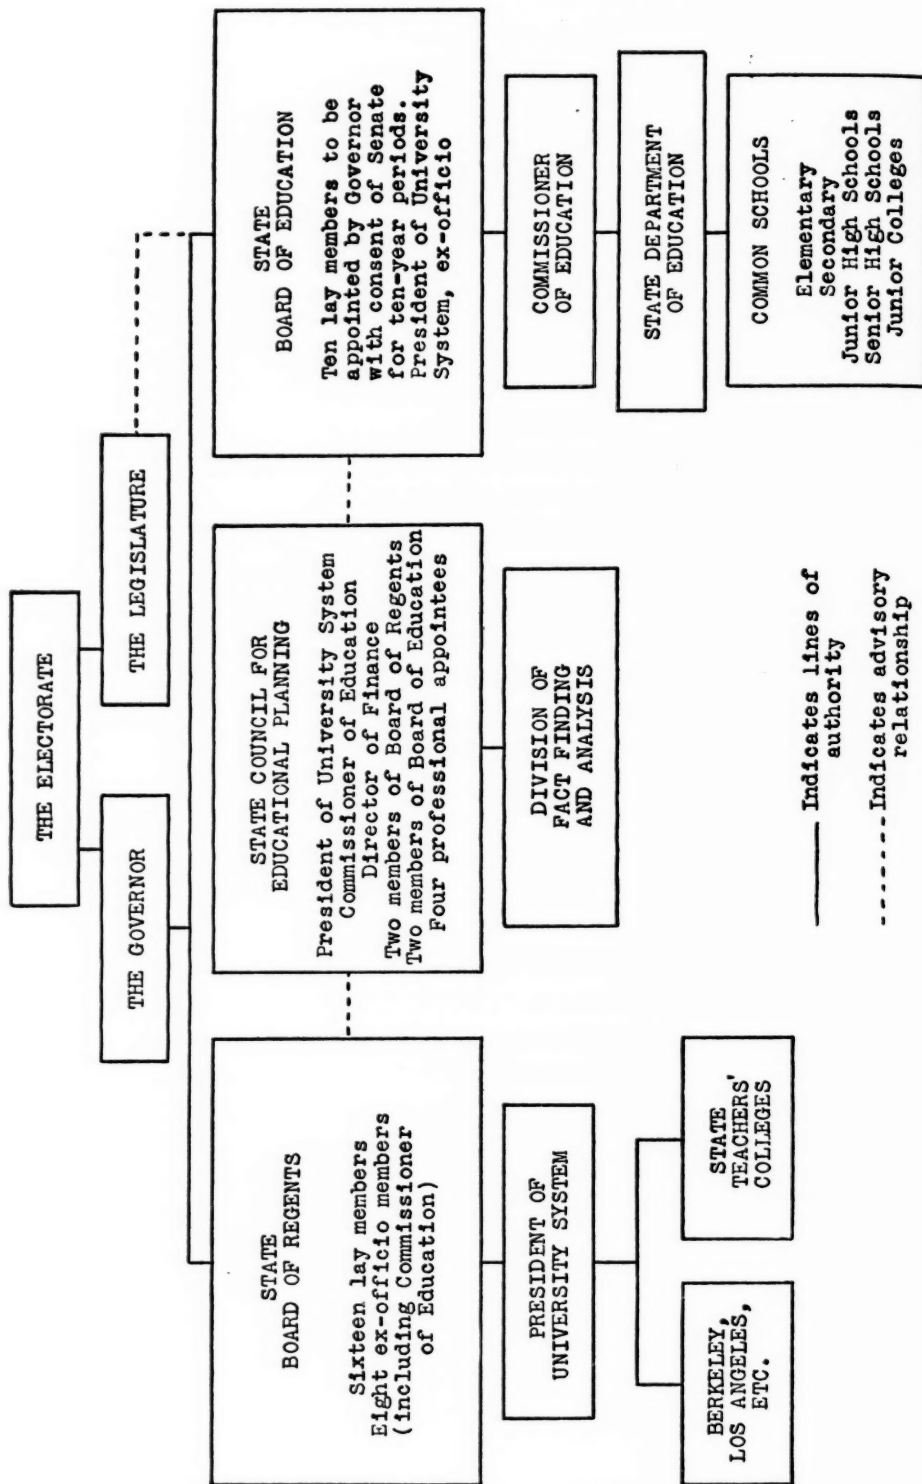 THE ELECTORATE
THE GOVERNOR
THE LEGISLATURE
STATE
BOARD OF REGENTS
Sixteen lay members
Eight ex-officio members
(including Commissioner
of Education)
STATE COUNCIL FOR
EDUCATIONAL PLANNING
President of University System
Commissioner of Education
Director of Finance
Two members of Board of Regents
Two members of Board of Education
Four professional appointees
STATE
BOARD OF EDUCATION
Ten lay members to be
appointed by Governor
with consent of Senate
for ten-year periods.
President of University
System, ex-officio
PRESIDENT OF
UNIVERSITY SYSTEM
DIVISION OF
FACT FINDING
AND ANALYSIS
COMMISSIONER
OF EDUCATION
STATE DEPARTMENT
OF EDUCATION
BERKELEY,
LOS ANGELES,
ETC.
STATE
TEACHERS'
COLLEGES
COMMON SCHOOLS
Elementary
Secondary
Junior High Schools
Senior High Schools
Junior Colleges
Indicates lines of
authority
Indicates advisory
relationship